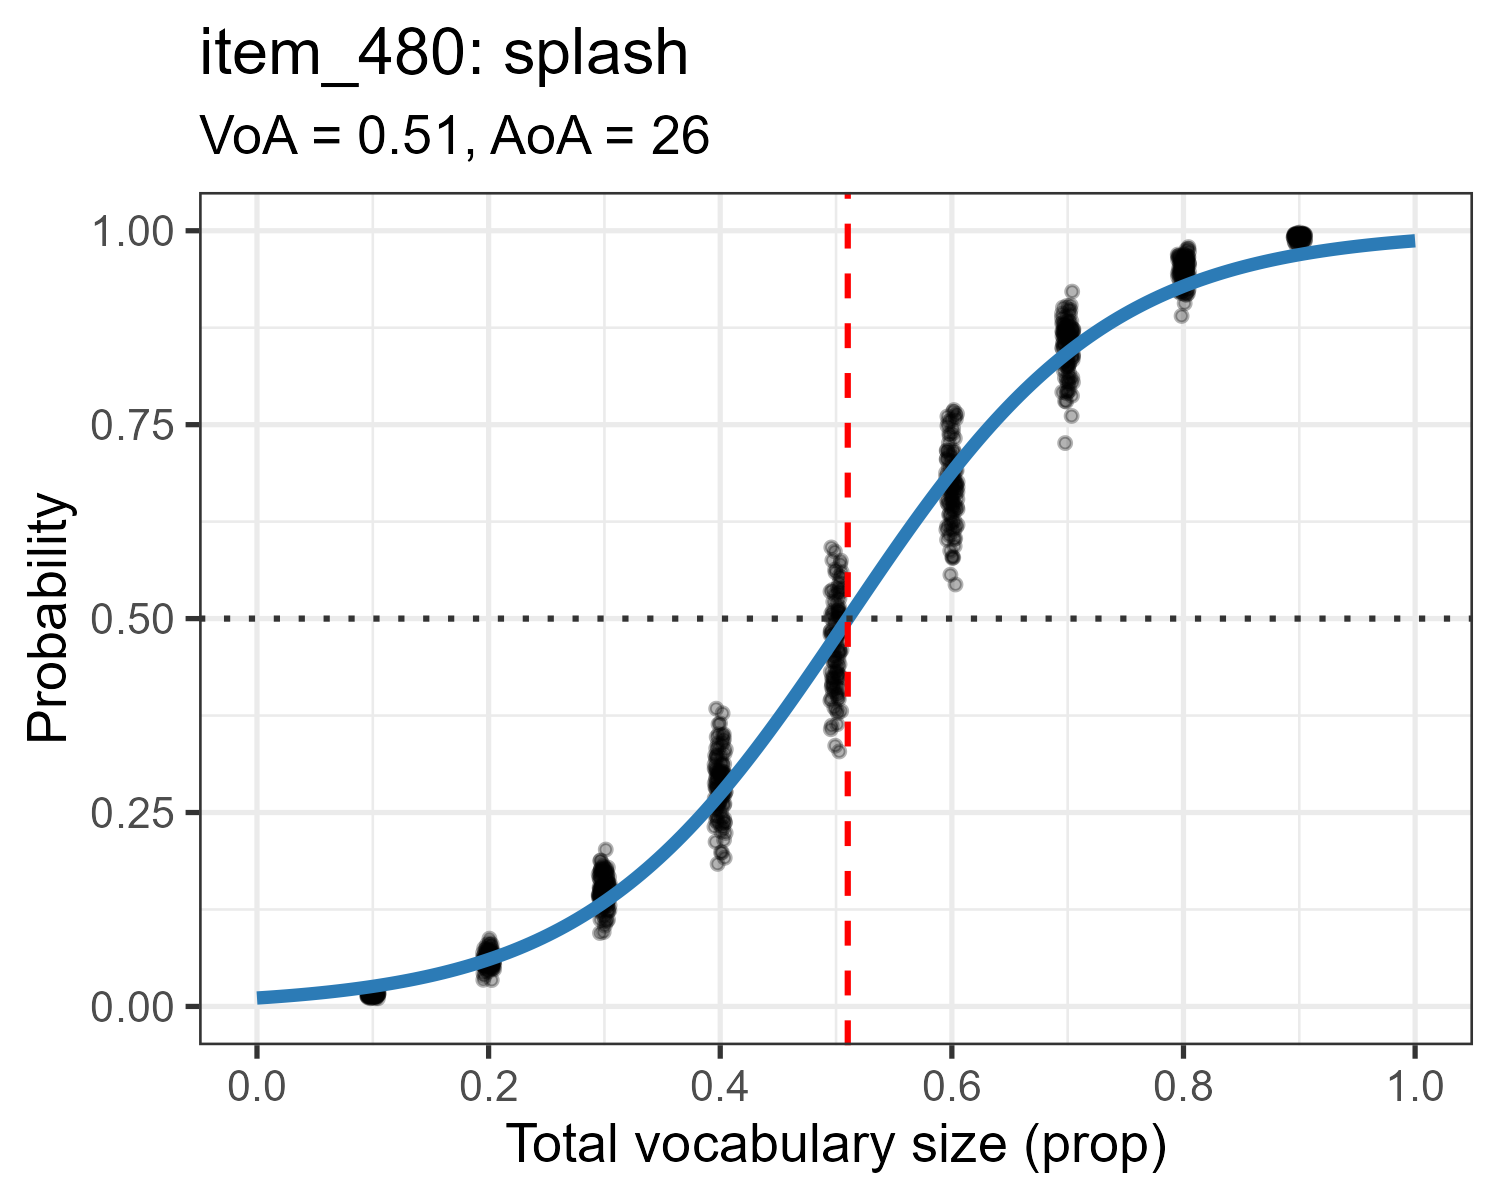 item_480: splash
VoA = 0.51, AoA = 26
1.00
0.75
0.50
0.25
0.00
Probability
0.0 0.2 0.4 0.6 0.8 1.0
Total vocabulary size (prop)